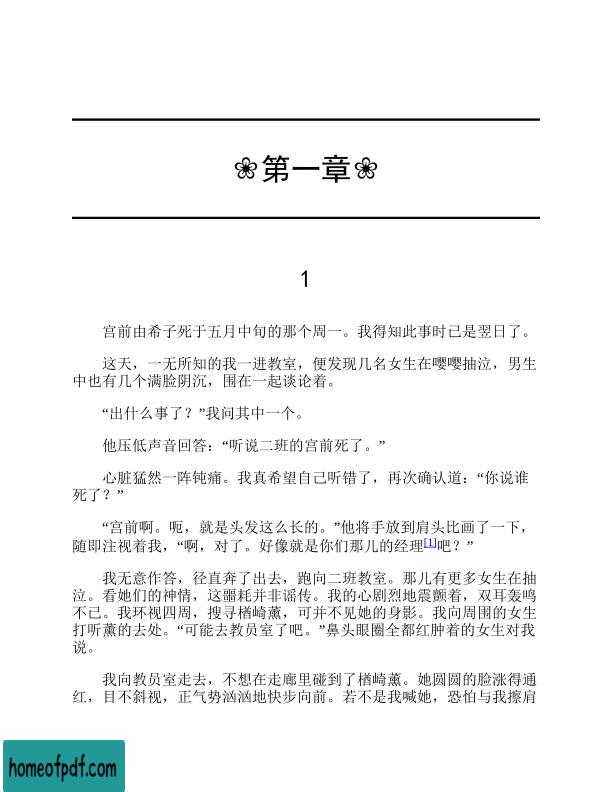 ❀第一章❀
1
宫前由希子死于五月中旬的那个周一。我得知此事时已是翌日了。
这天，一无所知的我一进教室，便发现几名女生在嘤嘤抽泣，男生
中也有几个满脸阴沉，围在一起谈论着。
“出什么事了？”我问其中一个。
他压低声音回答：“听说二班的宫前死了。”
心脏猛然一阵钝痛。我真希望自己听错了，再次确认道：“你说谁
死了？”
“宫前啊。呃，就是头发这么长的。”他将手放到肩头比画了一下，
随即注视着我，“啊，对了。好像就是你们那儿的经理[1]吧？”
我无意作答，径直奔了出去，跑向二班教室。那儿有更多女生在抽
泣。看她们的神情，这噩耗并非谣传。我的心剧烈地震颤着，双耳轰鸣
不已。我环视四周，搜寻楢崎薰，可并不见她的身影。我向周围的女生
打听薰的去处。“可能去教员室了吧。”鼻头眼圈全都红肿着的女生对我
说。
我向教员室走去，不想在走廊里碰到了楢崎薰。她圆圆的脸涨得通
红，目不斜视，正气势汹汹地快步向前。若不是我喊她，恐怕与我擦肩
homeofpdf.com